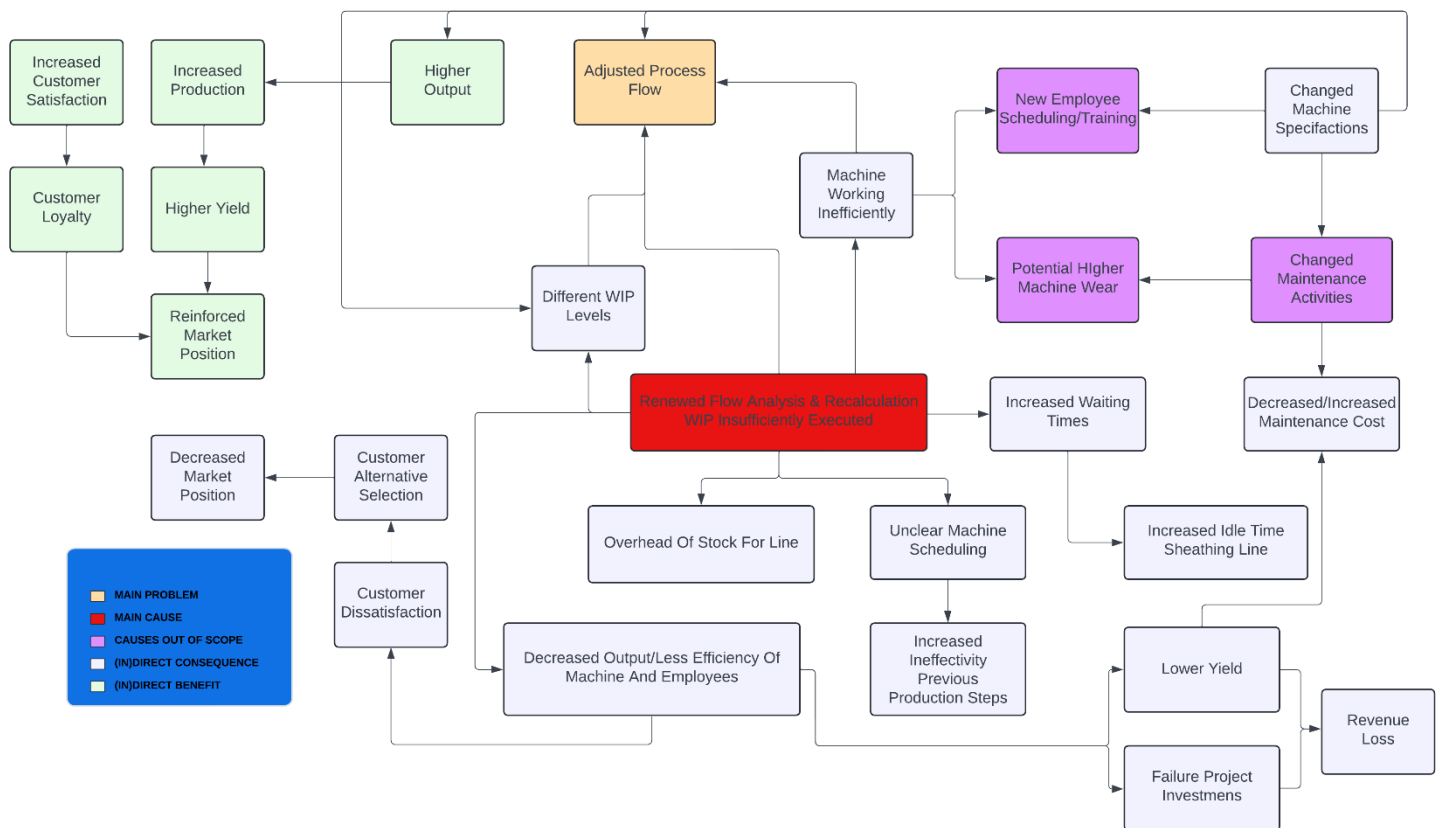 Increased
Customer
Satisfaction
Increased
Production
Higher
Output
Adjusted Process
Flow
New Employee
Scheduling/Training
Changed
Machine
Specifactions
Customer
Loyalty
Higher Yield
Machine
Working
Inefficiently
Different WIP
Levels
Potential HIgher
Machine Wear
Changed
Maintenance
Activities
Reinforced
Market
Position
Renewed Flow Analysis & Recalculation
WIP Insufficiently Executed
Increased Waiting
Times
Decreased/Increased
Maintenance Cost
Decreased
Market
Position
Customer
Alternative
Selection
Overhead Of Stock For Line
Unclear Machine
Scheduling
Increased Idle Time
Sheathing Line
Customer
Dissatisfaction
MAIN PROBLEM
MAIN CAUSE
CAUSES OUT OF SCOPE
(IN)DIRECT CONSEQUENCE
(IN)DIRECT BENEFIT
Decreased Output/Less Efficiency Of
Machine And Employees
Increased
Ineffectivity
Previous
Production Steps
Lower Yield
Revenue
Loss
Failure Project
Investmens